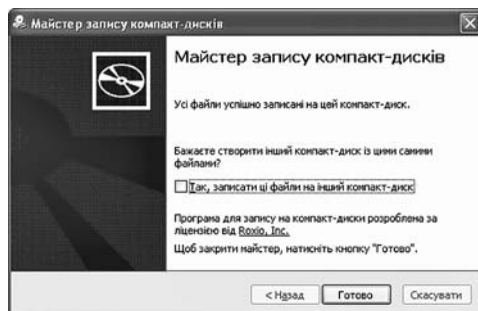 Майстер запису компакт-дисків
Майстер запису компакт-дисків
Усі файли успішно записані на цей компакт-диск.
Бажаєте створити інший компакт-диск із цими самими
файлами?
Так, записати ці файли на інший компакт-диск
Програма для запису на компакт-диски розроблена за
ліцензією від Roxio, Inc.
Щоб закрити майстер, натисніть кнопку "Готово".
< Назад
Готово
Скасувати